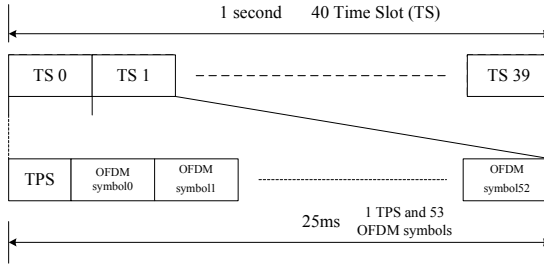 1 second 40 Time Slot (TS)
TS 0 TS 1 TS 39
TPS OFDM symbol0 OFDM symbol1 OFDM symbol52
25ms 1 TPS and 53 OFDM symbols